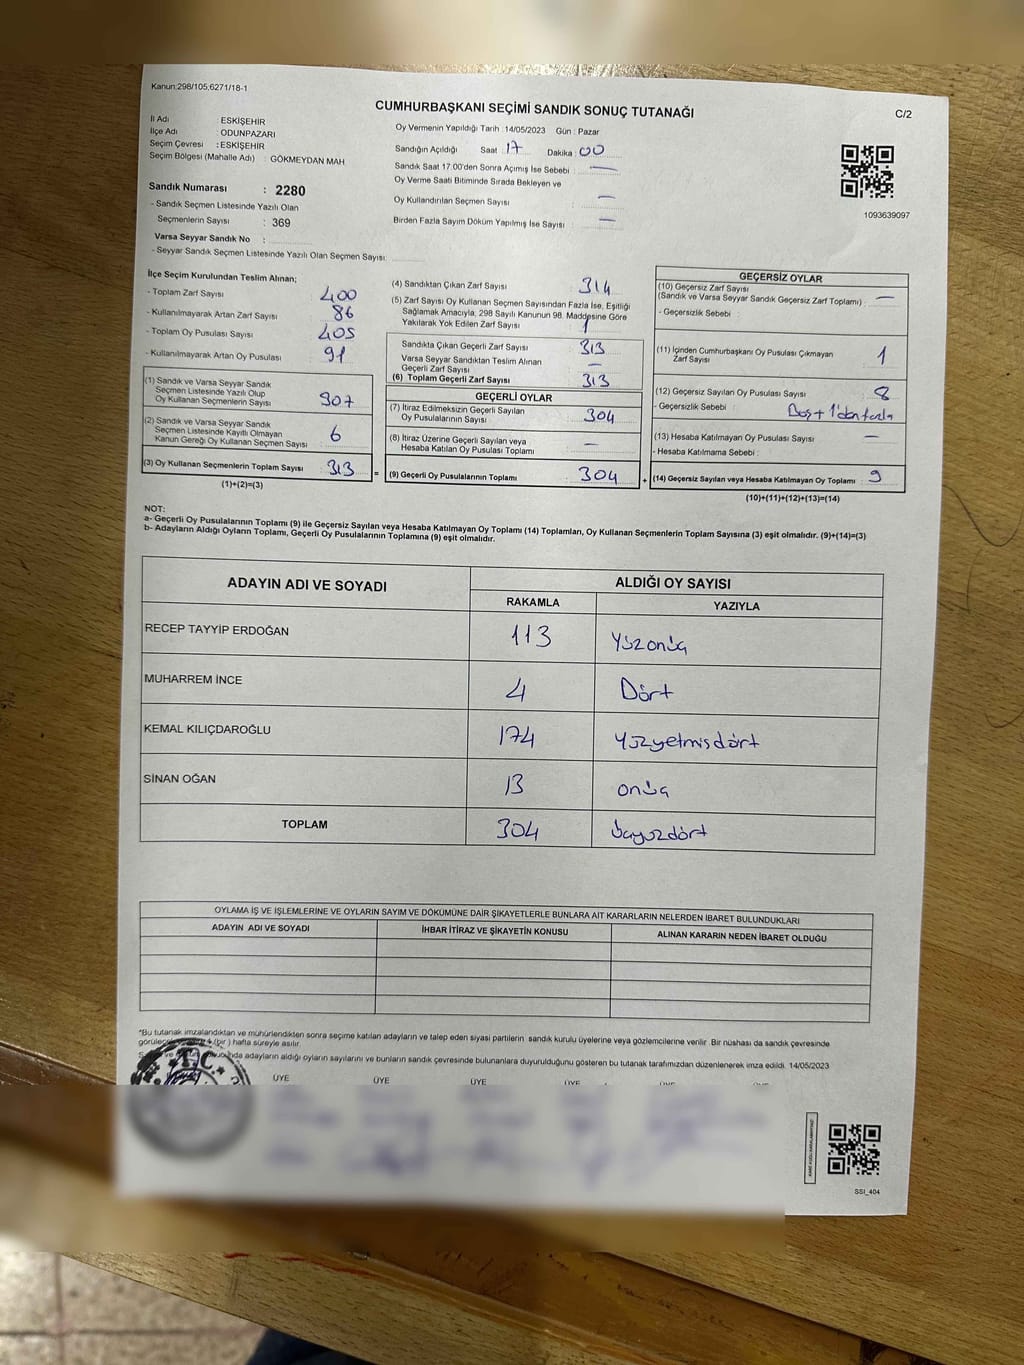 Kanun:298/105;6271/18-1
CUMHURBAŞKANI SEÇİMİ SANDIK SONUÇ TUTANAĞI
C/2
İl Adı : ESKİŞEHİR
İlçe Adı : ODUNPAZARI
Seçim Çevresi : ESKİŞEHİR
Seçim Bölgesi (Mahalle Adı) : GÖKMEYDAN MAH
Sandık Numarası : 2280
- Sandık Seçmen Listesinde Yazılı Olan
Seçmenlerin Sayısı : 369
Varsa Seyyar Sandık No :
- Seyyar Sandık Seçmen Listesinde Yazılı Olan Seçmen Sayısı:
Oy Vermenin Yapıldığı Tarih :14/05/2023 Gün : Pazar
Sandığın Açıldığı Saat : 17 Dakika : 00
Sandık Saat 17:00'den Sonra Açımış İse Sebebi : —
Oy Verme Saati Bitiminde Sırada Bekleyen ve
Oy Kullandırılan Seçmen Sayısı : —
Birden Fazla Sayım Döküm Yapılmış İse Sayısı : —
1093639097
İlçe Seçim Kurulundan Teslim Alınan;
- Toplam Zarf Sayısı 400
- Kullanılmayarak Artan Zarf Sayısı 86
- Toplam Oy Pusulası Sayısı 405
- Kullanılmayarak Artan Oy Pusulası 91
(1) Sandık ve Varsa Seyyar Sandık
Seçmen Listesinde Yazılı Olup
Oy Kullanan Seçmenlerin Sayısı 307
(2) Sandık ve Varsa Seyyar Sandık
Seçmen Listesinde Kayıtlı Olmayan
Kanun Gereği Oy Kullanan Seçmen Sayısı 6
(3) Oy Kullanan Seçmenlerin Toplam Sayısı 313
(1)+(2)=(3)
(4) Sandıktan Çıkan Zarf Sayısı 314
(5) Zarf Sayısı Oy Kullanan Seçmen Sayısından Fazla İse, Eşitliği
Sağlamak Amacıyla, 298 Sayılı Kanunun 98. Maddesine Göre
Yakılarak Yok Edilen Zarf Sayısı 1
Sandıkta Çıkan Geçerli Zarf Sayısı 313
Varsa Seyyar Sandıktan Teslim Alınan
Geçerli Zarf Sayısı —
(6) Toplam Geçerli Zarf Sayısı 313
GEÇERLİ OYLAR
(7) İtiraz Edilmeksizin Geçerli Sayılan
Oy Pusulalarının Sayısı 304
(8) İtiraz Üzerine Geçerli Sayılan veya
Hesaba Katılan Oy Pusulası Toplamı —
= (9) Geçerli Oy Pusulalarının Toplamı 304
GEÇERSİZ OYLAR
(10) Geçersiz Zarf Sayısı
(Sandık ve Varsa Seyyar Sandık Geçersiz Zarf Toplamı) : —
- Geçersizlik Sebebi :
(11) İçinden Cumhurbaşkanı Oy Pusulası Çıkmayan
Zarf Sayısı 1
(12) Geçersiz Sayılan Oy Pusulası Sayısı 8
- Geçersizlik Sebebi : Boş + 1'den fazla
(13) Hesaba Katılmayan Oy Pusulası Sayısı —
- Hesaba Katılmama Sebebi :
+ (14) Geçersiz Sayılan veya Hesaba Katılmayan Oy Toplamı 9
(10)+(11)+(12)+(13)=(14)
NOT:
a- Geçerli Oy Pusulalarının Toplamı (9) ile Geçersiz Sayılan veya Hesaba Katılmayan Oy Toplamı (14) Toplamları, Oy Kullanan Seçmenlerin Toplam Sayısına (3) eşit olmalıdır. (9)+(14)=(3)
b- Adayların Aldığı Oyların Toplamı, Geçerli Oy Pusulalarının Toplamına (9) eşit olmalıdır.
ADAYIN ADI VE SOYADI ALDIĞI OY SAYISI
RAKAMLA YAZIYLA
RECEP TAYYİP ERDOĞAN 113 Yüzonüç
MUHARREM İNCE 4 Dört
KEMAL KILIÇDAROĞLU 174 Yüzyetmisdört
SİNAN OĞAN 13 onüç
TOPLAM 304 üçyüzdört
OYLAMA İŞ VE İŞLEMLERİNE VE OYLARIN SAYIM VE DÖKÜMÜNE DAİR ŞİKAYETLERLE BUNLARA AİT KARARLARIN NELERDEN İBARET BULUNDUKLARI
ADAYIN ADI VE SOYADI İHBAR İTİRAZ VE ŞİKAYETİN KONUSU ALINAN KARARIN NEDEN İBARET OLDUĞU
*Bu tutanak imzalandıktan ve mühürlendikten sonra seçime katılan adayların ve talep eden siyasi partilerin sandık kurulu üyelerine veya gözlemcilerine verilir. Bir nüshası da sandık çevresinde
(bir ) hafta süreyle asılır.
adayların aldığı oyların sayılarını ve bunların sandık çevresinde bulunanlara duyurulduğunu gösteren bu tutanak tarafımızdan düzenlenerek imza edildi. 14/05/2023
T.C.
ÜYE ÜYE ÜYE ÜYE
SSI_404